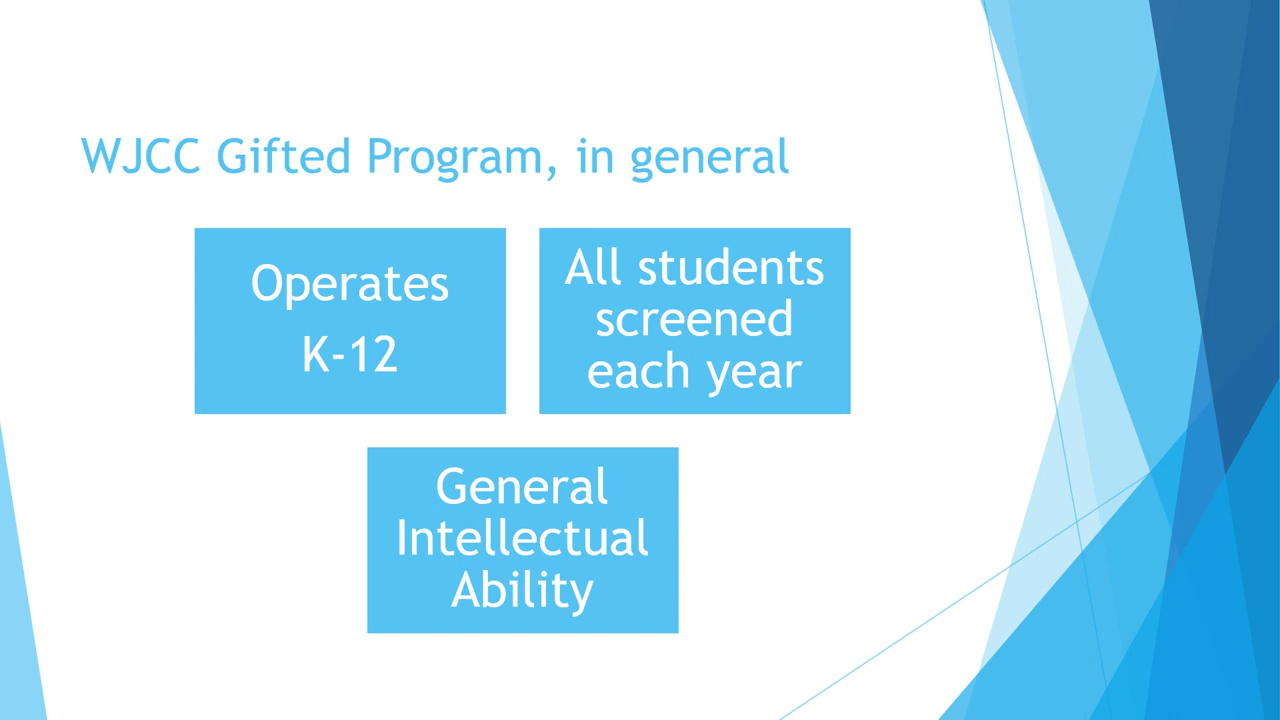 WJCC Gifted Program, in general
Operates
K-12
All students
screened
each year
General
Intellectual
Ability